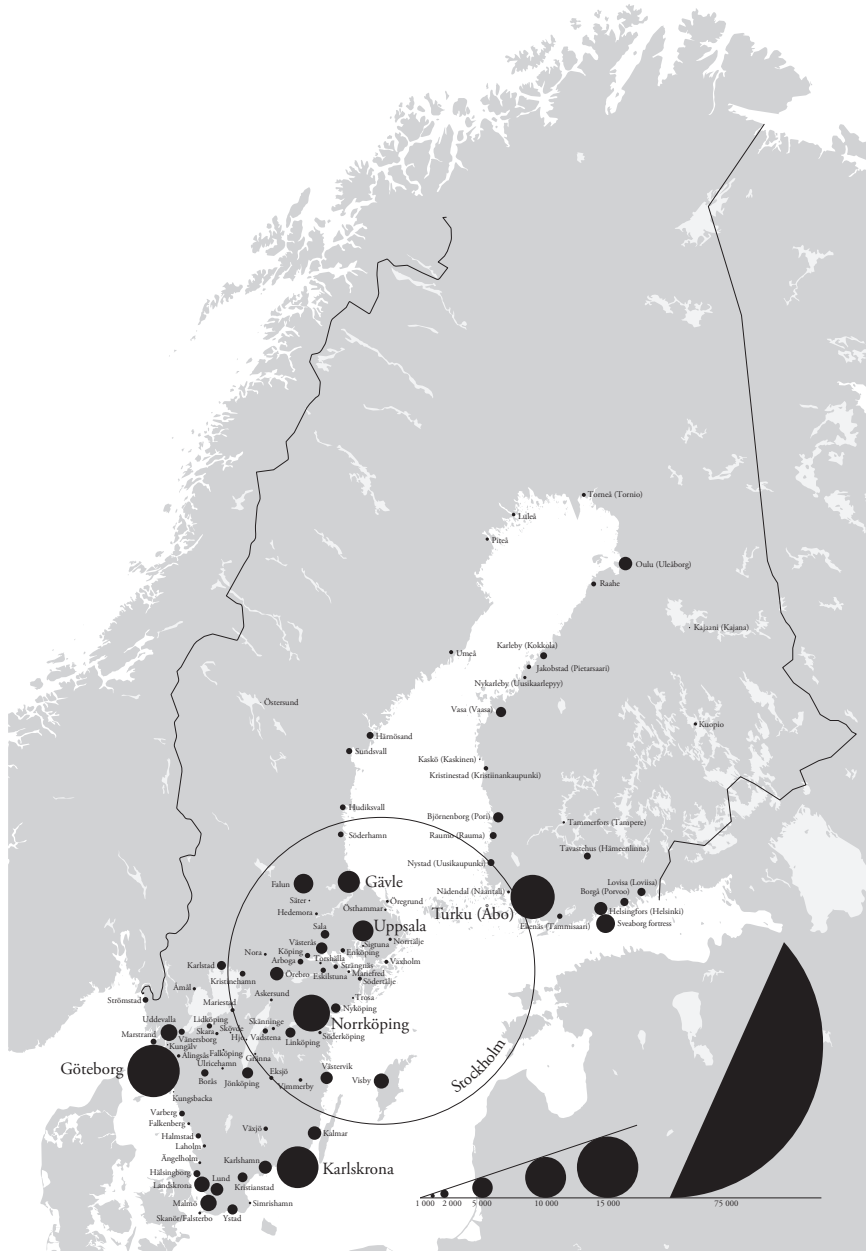 Torneå (Tornio)
Luleå
Piteå
Oulu (Uleåborg)
Raahe
Kajaani (Kajana)
Karleby (Kokkola)
Umeå
Jakobstad (Pietarsaari)
Nykarleby (Uusikaarlepyy)
Östersund
Vasa (Vaasa)
Kuopio
Härnösand
Sundsvall
Kaskö (Kaskinen)
Kristinestad (Kristiinankaupunki)
Hudiksvall
Björnenborg (Pori)
Tammerfors (Tampere)
Söderhamn
Raumo (Rauma)
Tavastehus (Hämeenlinna)
Nystad (Uusikaupunki)
Falun
Gävle
Lovisa (Loviisa)
Nådendal (Naantali)
Borgå (Porvoo)
Säter
Öregrund
Östhammar
Hedemora
Turku (Åbo)
Helsingfors (Helsinki)
Ekenäs (Tammisaari)
Sveaborg fortress
Uppsala
Sala
Västerås
Sigtuna
Norrtälje
Nora
Köping
Enköping
Arboga
Torshälla
Vaxholm
Karlstad
Strängnäs
Kristinehamn
Örebro
Eskilstuna
Mariefred
Södertälje
Åmål
Askersund
Trosa
Strömstad
Mariestad
Nyköping
Uddevalla
Lidköping
Skänninge
Norrköping
Marstrand
Vänersborg
Skara
Skövde
Hjo
Vadstena
Linköping
Söderköping
Kungälv
Alingsås
Falköping
Gränna
Göteborg
Ulricehamn
Borås
Jönköping
Eksjö
Vimmerby
Västervik
Visby
Stockholm
Kungsbacka
Varberg
Falkenberg
Halmstad
Växjö
Kalmar
Laholm
Ängelholm
Karlshamn
Karlskrona
Hälsingborg
Landskrona
Lund
Kristianstad
Malmö
Simrishamn
Skanör/Falsterbo
Ystad
1 000 2 000 5 000 10 000 15 000 75 000